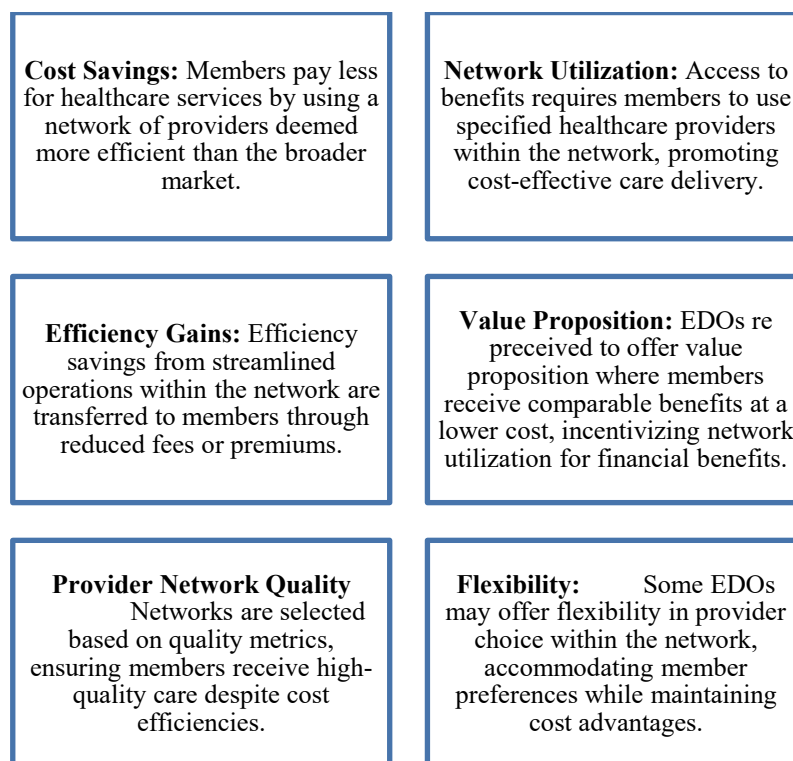 Cost Savings: Members pay less
for healthcare services by using a
network of providers deemed
more efficient than the broader
market.
Network Utilization: Access to
benefits requires members to use
specified healthcare providers
within the network, promoting
cost-effective care delivery.
Efficiency Gains: Efficiency
savings from streamlined
operations within the network are
transferred to members through
reduced fees or premiums.
Value Proposition: EDOs re
preceived to offer value
proposition where members
receive comparable benefits at a
lower cost, incentivizing network
utilization for financial benefits.
Provider Network Quality
Networks are selected
based on quality metrics,
ensuring members receive high-
quality care despite cost
efficiencies.
Flexibility: Some EDOs
may offer flexibility in provider
choice within the network,
accommodating member
preferences while maintaining
cost advantages.